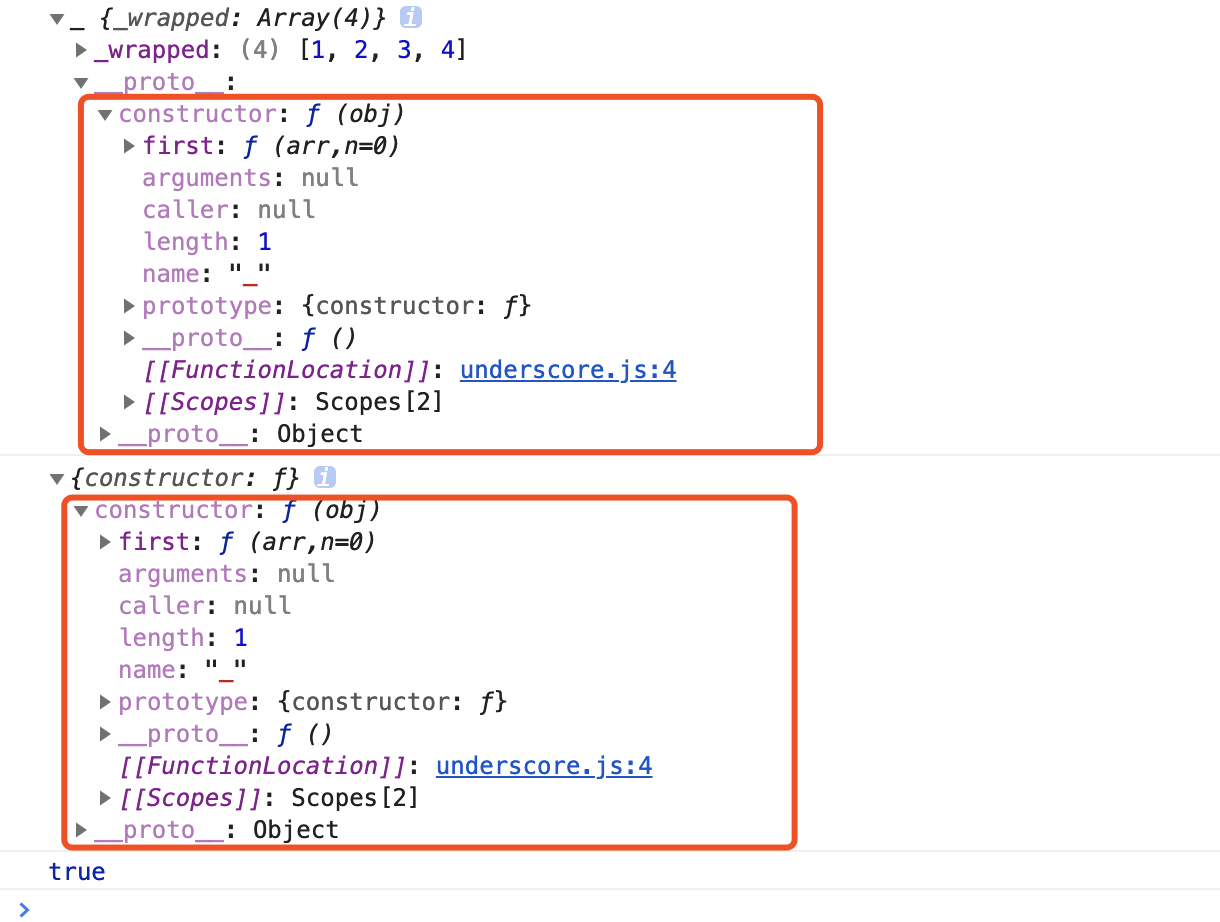 ▼_ {_wrapped: Array(4)} i
▶_wrapped: (4) [1, 2, 3, 4]
▼__proto__:
▼constructor: ƒ (obj)
▶first: ƒ (arr,n=0)
arguments: null
caller: null
length: 1
name: "_"
▶prototype: {constructor: ƒ}
▶__proto__: ƒ ()
[[FunctionLocation]]: underscore.js:4
▶[[Scopes]]: Scopes[2]
▶__proto__: Object
▼{constructor: ƒ} i
▼constructor: ƒ (obj)
▶first: ƒ (arr,n=0)
arguments: null
caller: null
length: 1
name: "_"
▶prototype: {constructor: ƒ}
▶__proto__: ƒ ()
[[FunctionLocation]]: underscore.js:4
▶[[Scopes]]: Scopes[2]
▶__proto__: Object
true
>